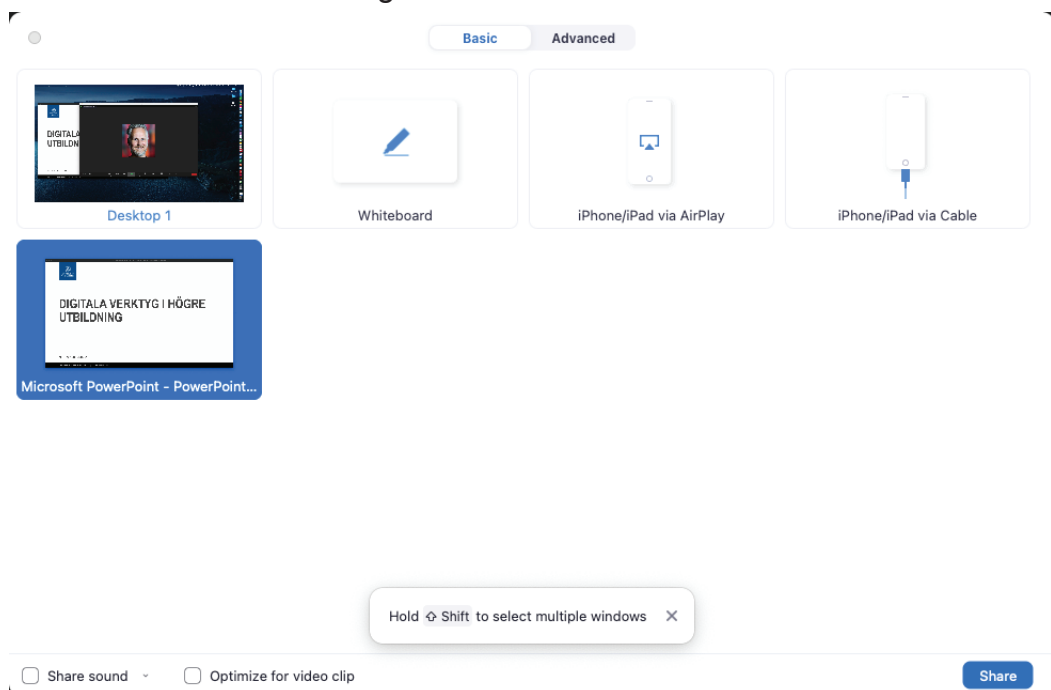 Basic
Advanced
DIGITALA
UTBILDN
Desktop 1
Whiteboard
iPhone/iPad via AirPlay
iPhone/iPad via Cable
DIGITALA VERKTYG I HÖGRE
UTBILDNING
Microsoft PowerPoint - PowerPoint...
Hold ⇧ Shift to select multiple windows
Share sound
Optimize for video clip
Share